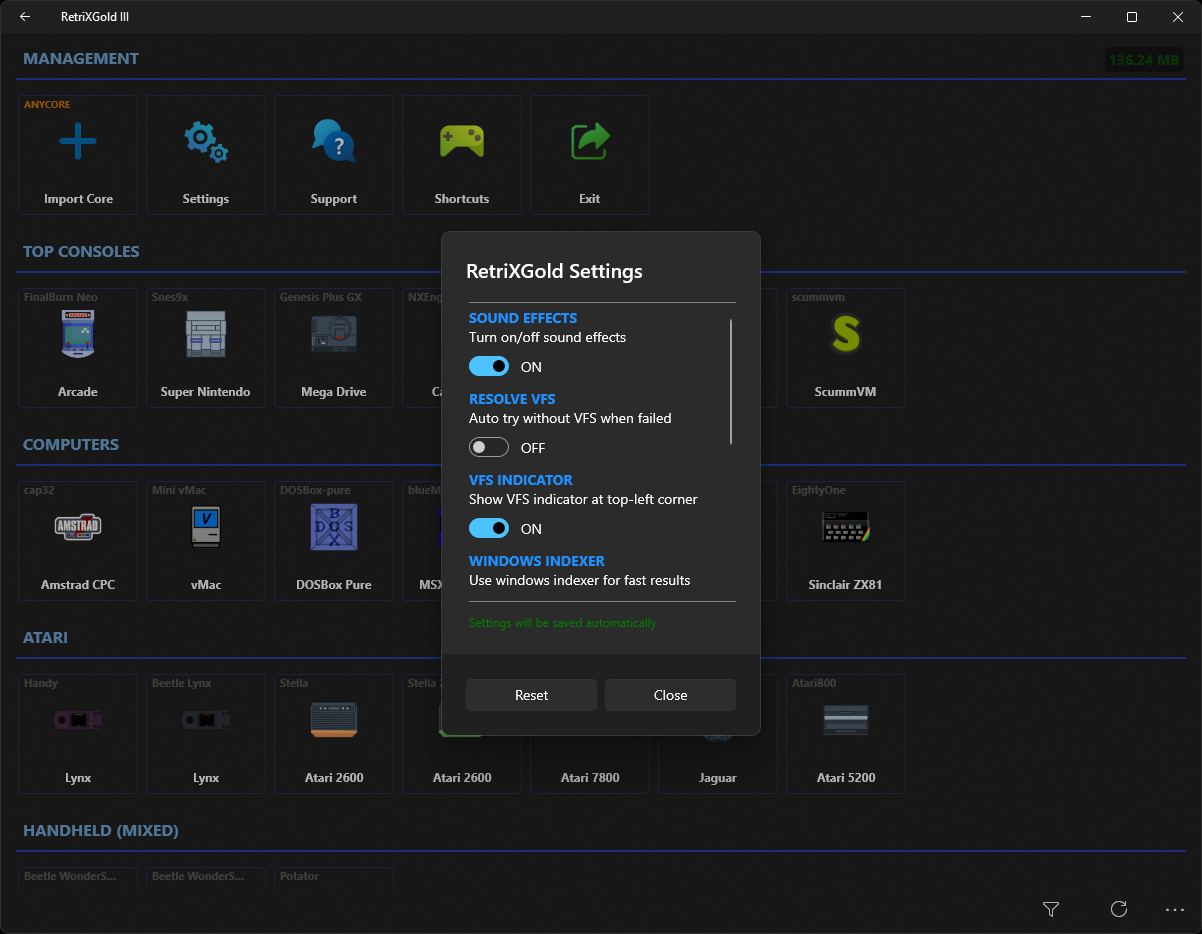 RetriXGold III
MANAGEMENT
136.24 MB
ANYCORE
Import Core
Settings
Support
Shortcuts
Exit
TOP CONSOLES
FinalBurn Neo
Snes9x
Genesis Plus GX
NXEng
scummvm
Arcade
Super Nintendo
Mega Drive
Ca
ScummVM
COMPUTERS
cap32
Mini vMac
DOSBox-pure
blueM
EightyOne
AMSTRAD
V
B
DOS
X
Amstrad CPC
vMac
DOSBox Pure
MSX
Sinclair ZX81
ATARI
Handy
Beetle Lynx
Stella
Stella 2
Atari800
Lynx
Lynx
Atari 2600
Atari 2600
Atari 7800
Jaguar
Atari 5200
HANDHELD (MIXED)
Beetle WonderS...
Beetle WonderS...
Potator
RetriXGold Settings
SOUND EFFECTS
Turn on/off sound effects
ON
RESOLVE VFS
Auto try without VFS when failed
OFF
VFS INDICATOR
Show VFS indicator at top-left corner
ON
WINDOWS INDEXER
Use windows indexer for fast results
Settings will be saved automatically
Reset
Close